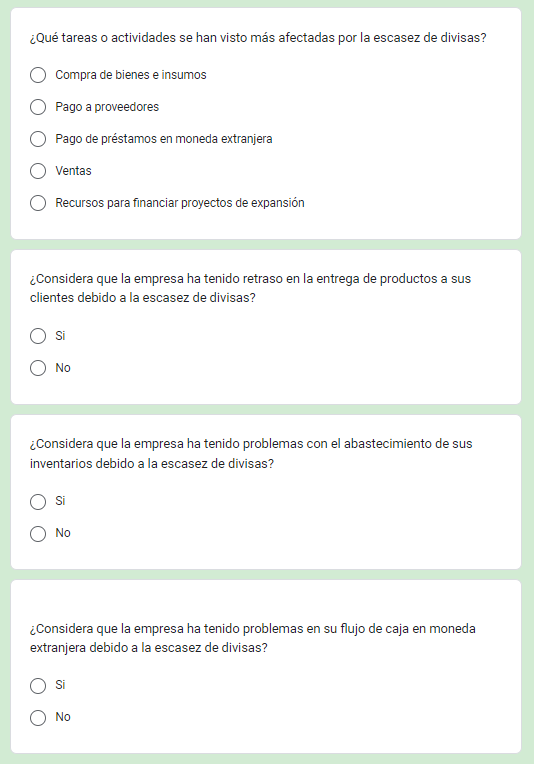 ¿Qué tareas o actividades se han visto más afectadas por la escasez de divisas?
Compra de bienes e insumos
Pago a proveedores
Pago de préstamos en moneda extranjera
Ventas
Recursos para financiar proyectos de expansión
¿Considera que la empresa ha tenido retraso en la entrega de productos a sus
clientes debido a la escasez de divisas?
Si
No
¿Considera que la empresa ha tenido problemas con el abastecimiento de sus
inventarios debido a la escasez de divisas?
Si
No
¿Considera que la empresa ha tenido problemas en su flujo de caja en moneda
extranjera debido a la escasez de divisas?
Si
No